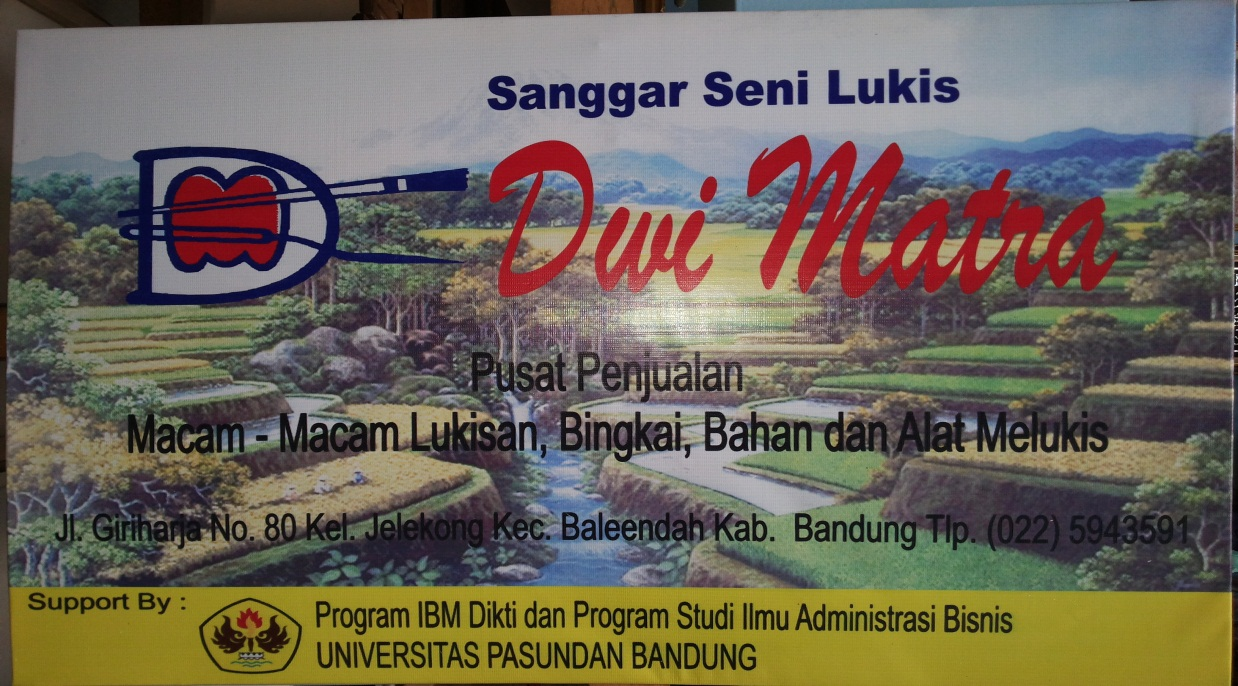 Sanggar Seni Lukis
Dwi Matra
Pusat Penjualan
Macam - Macam Lukisan, Bingkai, Bahan dan Alat Melukis
Jl. Giriharja No. 80 Kel. Jelekong Kec. Baleendah Kab. Bandung Tlp. (022) 5943591
Support By :
Program IBM Dikti dan Program Studi Ilmu Administrasi Bisnis
UNIVERSITAS PASUNDAN BANDUNG